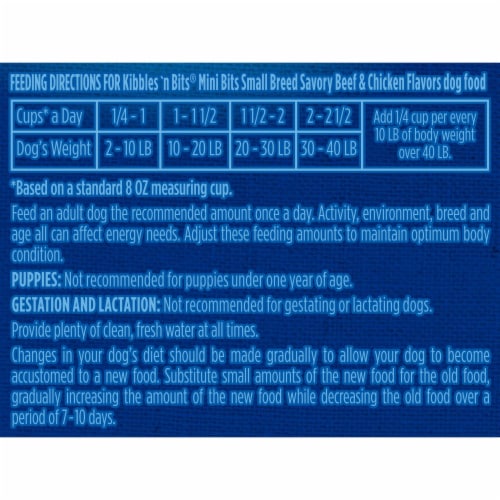 FEEDING DIRECTIONS FOR Kibbles 'n Bits® Mini Bits Small Breed Savory Beef & Chicken Flavors dog food
Cups* a Day 1/4 - 1 1 - 1 1/2 1 1/2 - 2 2 - 2 1/2 Add 1/4 cup per every
10 LB of body weight
over 40 LB.
Dog's Weight 2 - 10 LB 10 - 20 LB 20 - 30 LB 30 - 40 LB
*Based on a standard 8 OZ measuring cup.
Feed an adult dog the recommended amount once a day. Activity, environment, breed and
age all can affect energy needs. Adjust these feeding amounts to maintain optimum body
condition.
PUPPIES: Not recommended for puppies under one year of age.
GESTATION AND LACTATION: Not recommended for gestating or lactating dogs.
Provide plenty of clean, fresh water at all times.
Changes in your dog's diet should be made gradually to allow your dog to become
accustomed to a new food. Substitute small amounts of the new food for the old food,
gradually increasing the amount of the new food while decreasing the old food over a
period of 7-10 days.